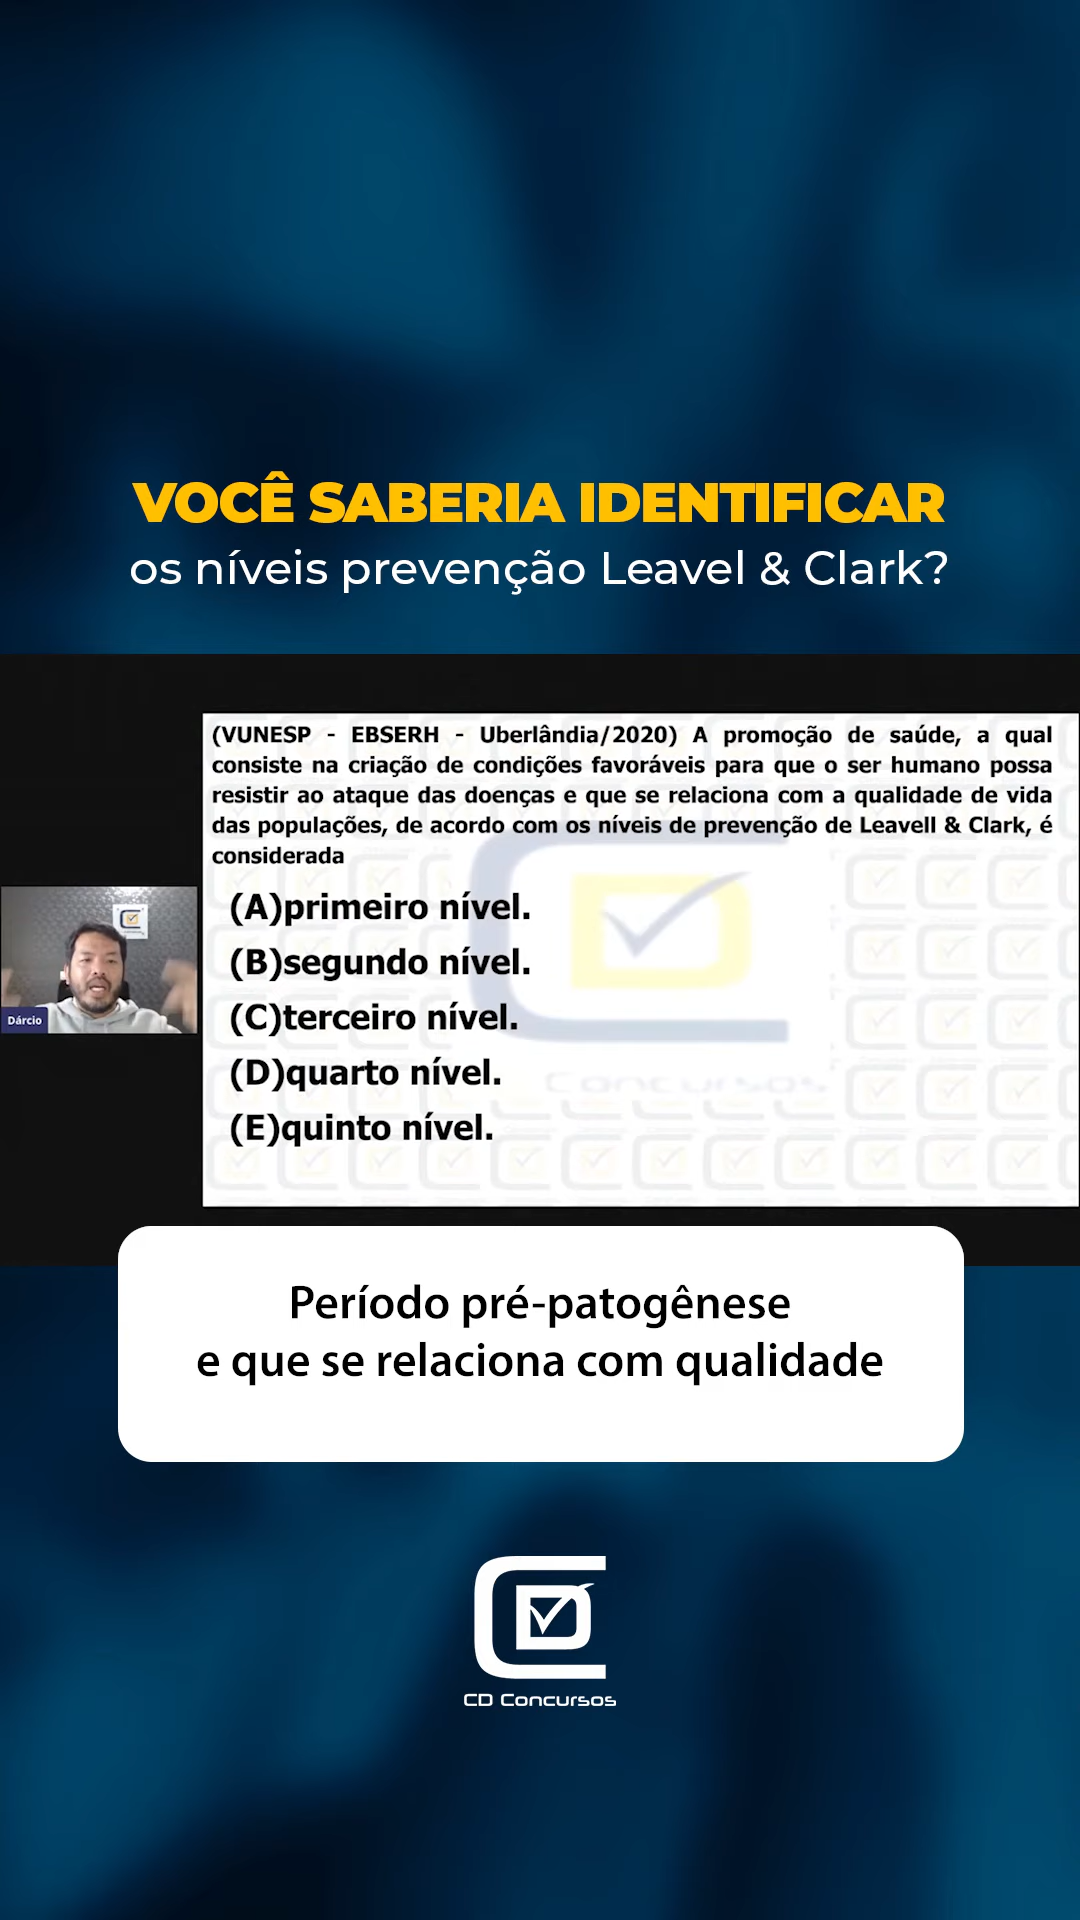 VOCÊ SABERIA IDENTIFICAR
os níveis prevenção Leavel & Clark?
(VUNESP - EBSERH - Uberlândia/2020) A promoção de saúde, a qual
consiste na criação de condições favoráveis para que o ser humano possa
resistir ao ataque das doenças e que se relaciona com a qualidade de vida
das populações, de acordo com os níveis de prevenção de Leavell & Clark, é
considerada
(A)primeiro nível.
(B)segundo nível.
(C)terceiro nível.
(D)quarto nível.
(E)quinto nível.
Concursos
Dárcio
Período pré-patogênese
e que se relaciona com qualidade
CD Concursos